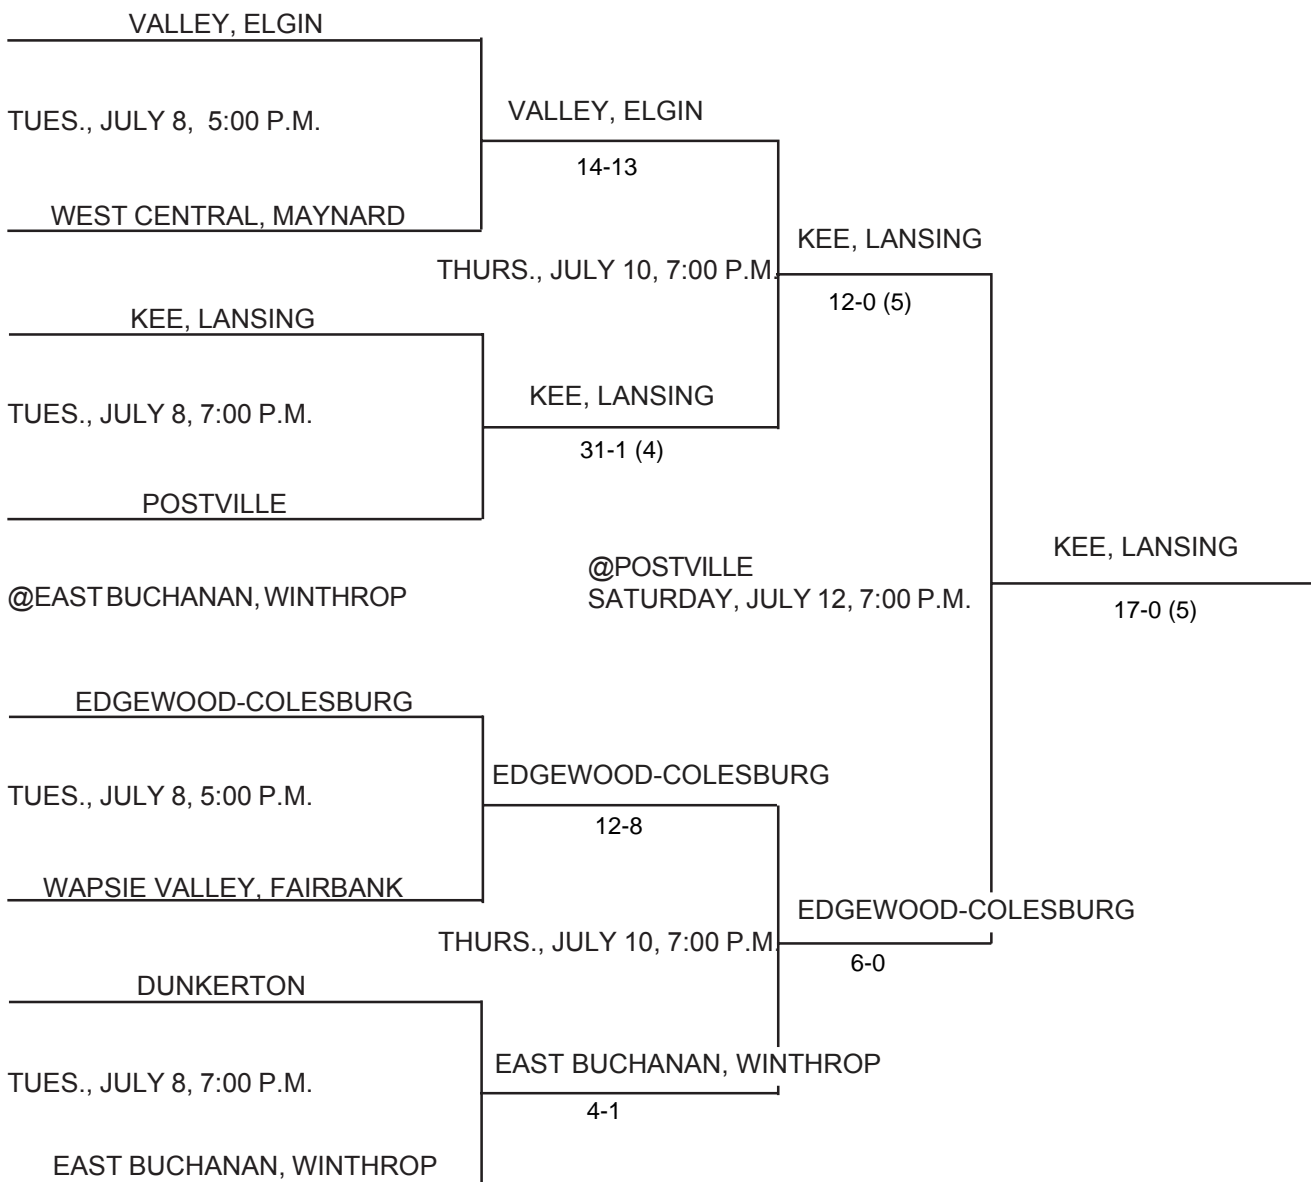 VALLEY, ELGIN
TUES., JULY 8, 5:00 P.M.
VALLEY, ELGIN
14-13
WEST CENTRAL, MAYNARD
KEE, LANSING
THURS., JULY 10, 7:00 P.M.
12-0 (5)
KEE, LANSING
KEE, LANSING
TUES., JULY 8, 7:00 P.M.
31-1 (4)
POSTVILLE
KEE, LANSING
@POSTVILLE
@EAST BUCHANAN, WINTHROP
SATURDAY, JULY 12, 7:00 P.M.
17-0 (5)
EDGEWOOD-COLESBURG
EDGEWOOD-COLESBURG
TUES., JULY 8, 5:00 P.M.
12-8
WAPSIE VALLEY, FAIRBANK
EDGEWOOD-COLESBURG
THURS., JULY 10, 7:00 P.M.
6-0
DUNKERTON
EAST BUCHANAN, WINTHROP
TUES., JULY 8, 7:00 P.M.
4-1
EAST BUCHANAN, WINTHROP